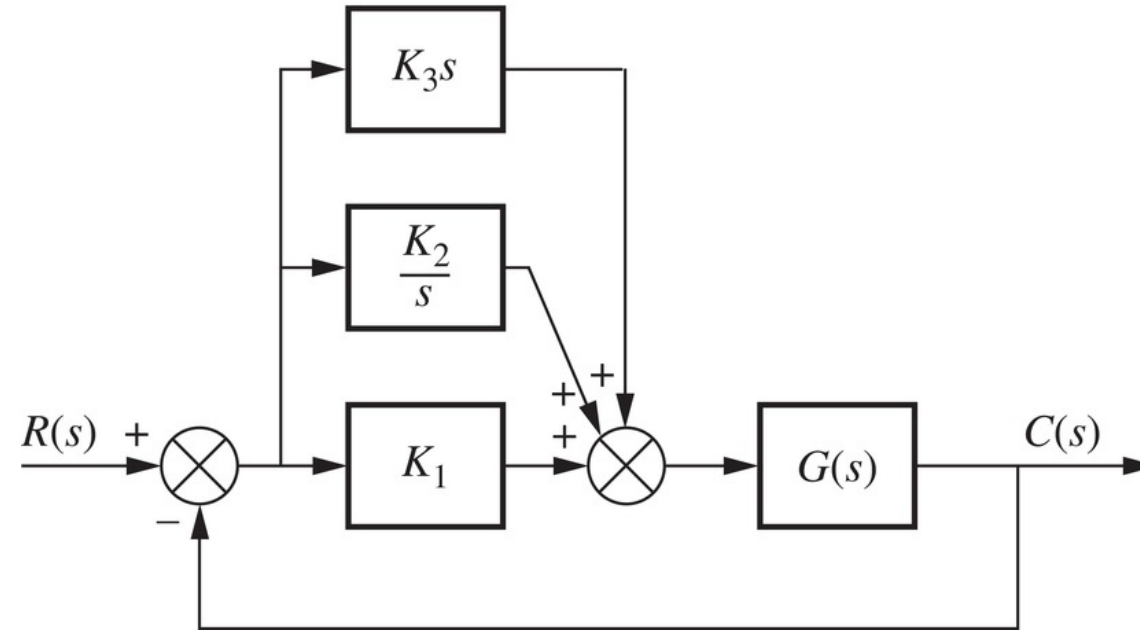 K₃s
K₂
s
+
+
R(s) +
+
C(s)
K₁
G(s)
−